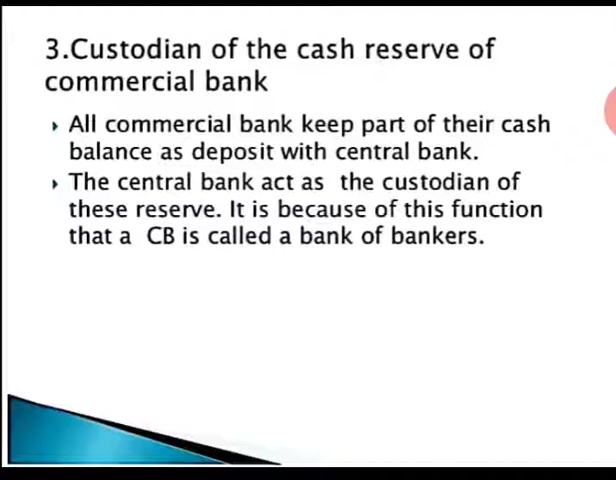 3.Custodian of the cash reserve of
commercial bank
All commercial bank keep part of their cash
balance as deposit with central bank.
The central bank act as the custodian of
these reserve. It is because of this function
that a CB is called a bank of bankers.